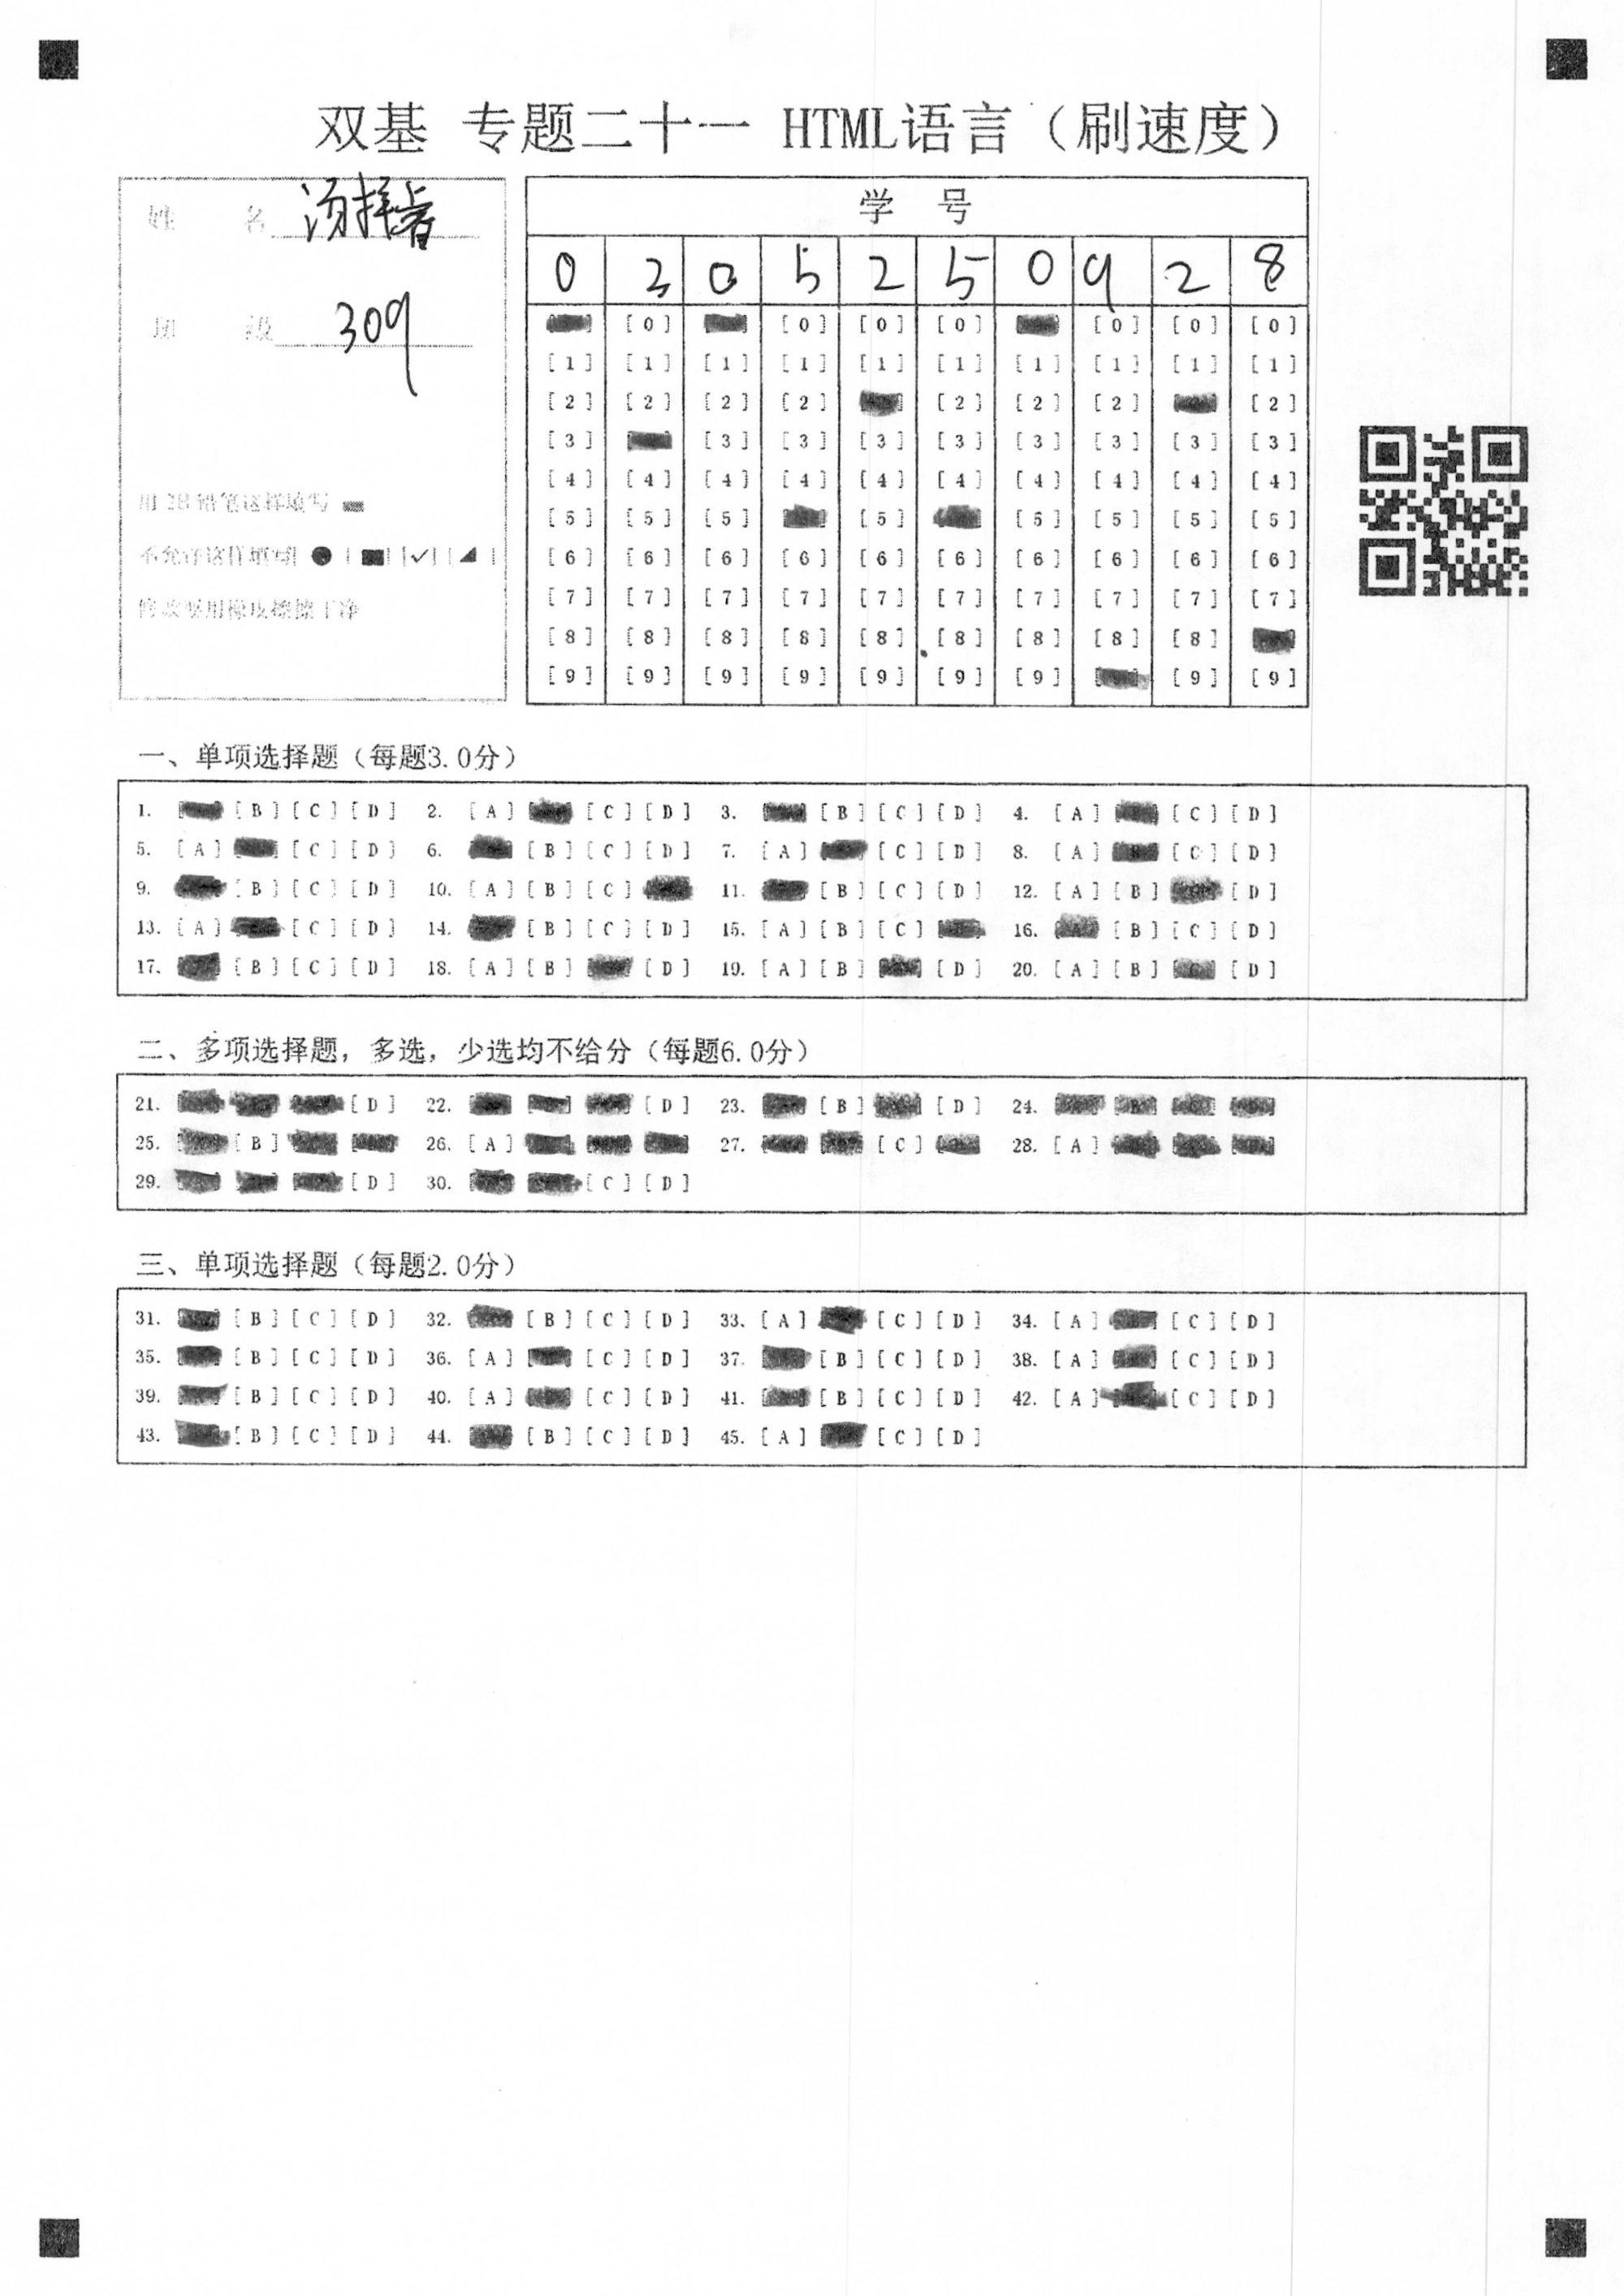 双基 专题二十一 HTML语言（刷速度）
姓 名
班 级 309
用2B铅笔这样填写
不允许这样填写
修改要用橡皮擦擦干净
学 号
0 3 0 5 2 5 0 9 2 8
[0] [0] [0] [0] [0] [0] [0]
[1] [1] [1] [1] [1] [1] [1] [1] [1] [1]
[2] [2] [2] [2] [2] [2] [2] [2]
[3] [3] [3] [3] [3] [3] [3] [3] [3]
[4] [4] [4] [4] [4] [4] [4] [4] [4] [4]
[5] [5] [5] [5] [5] [5] [5] [5]
[6] [6] [6] [6] [6] [6] [6] [6] [6] [6]
[7] [7] [7] [7] [7] [7] [7] [7] [7] [7]
[8] [8] [8] [8] [8] [8] [8] [8] [8]
[9] [9] [9] [9] [9] [9] [9] [9] [9]
一、单项选择题（每题3.0分）
1. [B] [C] [D] 2. [A] [C] [D] 3. [B] [C] [D] 4. [A] [C] [D]
5. [A] [C] [D] 6. [B] [C] [D] 7. [A] [C] [D] 8. [A] [C] [D]
9. [B] [C] [D] 10. [A] [B] [C] 11. [B] [C] [D] 12. [A] [B] [D]
13. [A] [C] [D] 14. [B] [C] [D] 15. [A] [B] [C] 16. [B] [C] [D]
17. [B] [C] [D] 18. [A] [B] [D] 19. [A] [B] [D] 20. [A] [B] [D]
二、多项选择题，多选，少选均不给分（每题6.0分）
21. [D] 22. [D] 23. [B] [D] 24.
25. [B] 26. [A] 27. [C] 28. [A]
29. [D] 30. [C] [D]
三、单项选择题（每题2.0分）
31. [B] [C] [D] 32. [B] [C] [D] 33. [A] [C] [D] 34. [A] [C] [D]
35. [B] [C] [D] 36. [A] [C] [D] 37. [B] [C] [D] 38. [A] [C] [D]
39. [B] [C] [D] 40. [A] [C] [D] 41. [B] [C] [D] 42. [A] [C] [D]
43. [B] [C] [D] 44. [B] [C] [D] 45. [A] [C] [D]